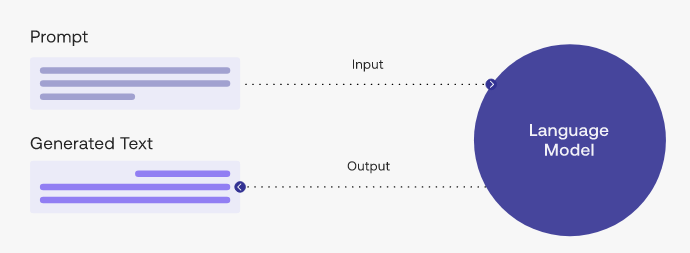 Prompt
Input
Language
Model
Generated Text
Output